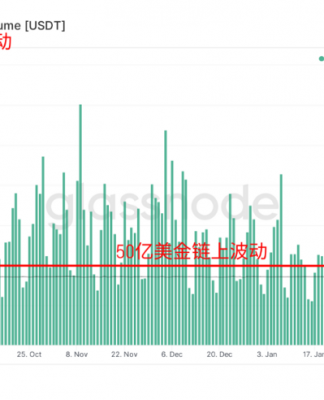 ume [USDT]
动
glassnode
50亿美金链上波动
25. Oct 8. Nov 22. Nov 6. Dec 20. Dec 3. Jan 17. Jan